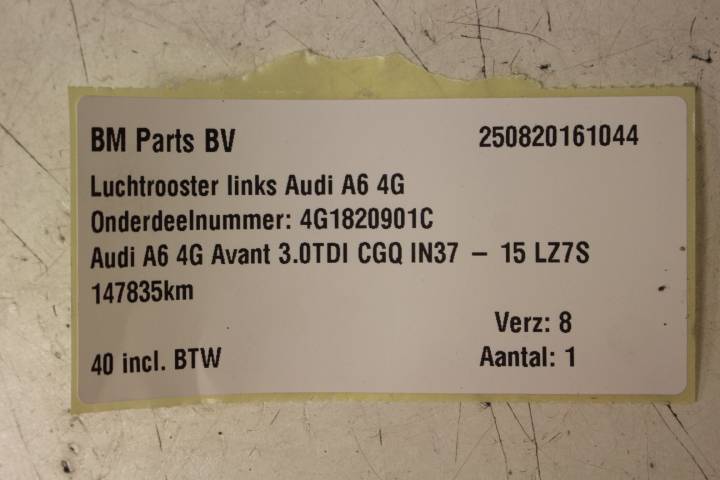 BM Parts BV 250820161044
Luchtrooster links Audi A6 4G
Onderdeelnummer: 4G1820901C
Audi A6 4G Avant 3.0TDI CGQ IN37 – 15 LZ7S
147835km
Verz: 8
40 incl. BTW Aantal: 1